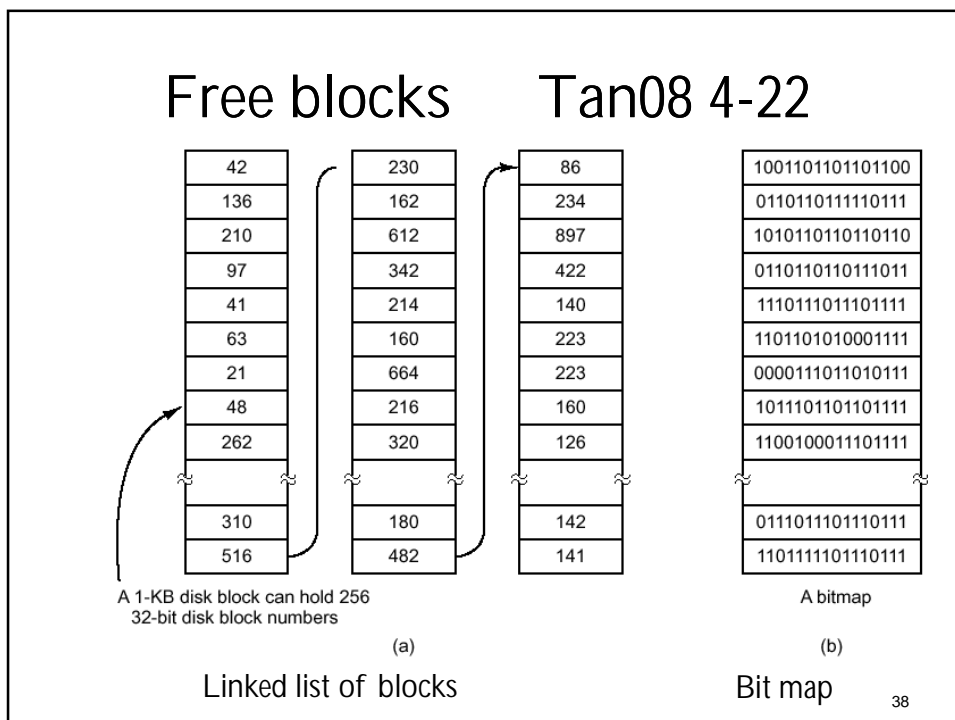 Free blocks Tan08 4-22
42 230 86 1001101101101100
136 162 234 0110110111110111
210 612 897 1010110110110110
97 342 422 0110110110111011
41 214 140 1110111011101111
63 160 223 1101101010001111
21 664 223 0000111011010111
48 216 160 1011101101101111
262 320 126 1100100011101111
310 180 142 0111011101110111
516 482 141 1101111101110111
A 1-KB disk block can hold 256
32-bit disk block numbers
A bitmap
(a) (b)
Linked list of blocks Bit map
38